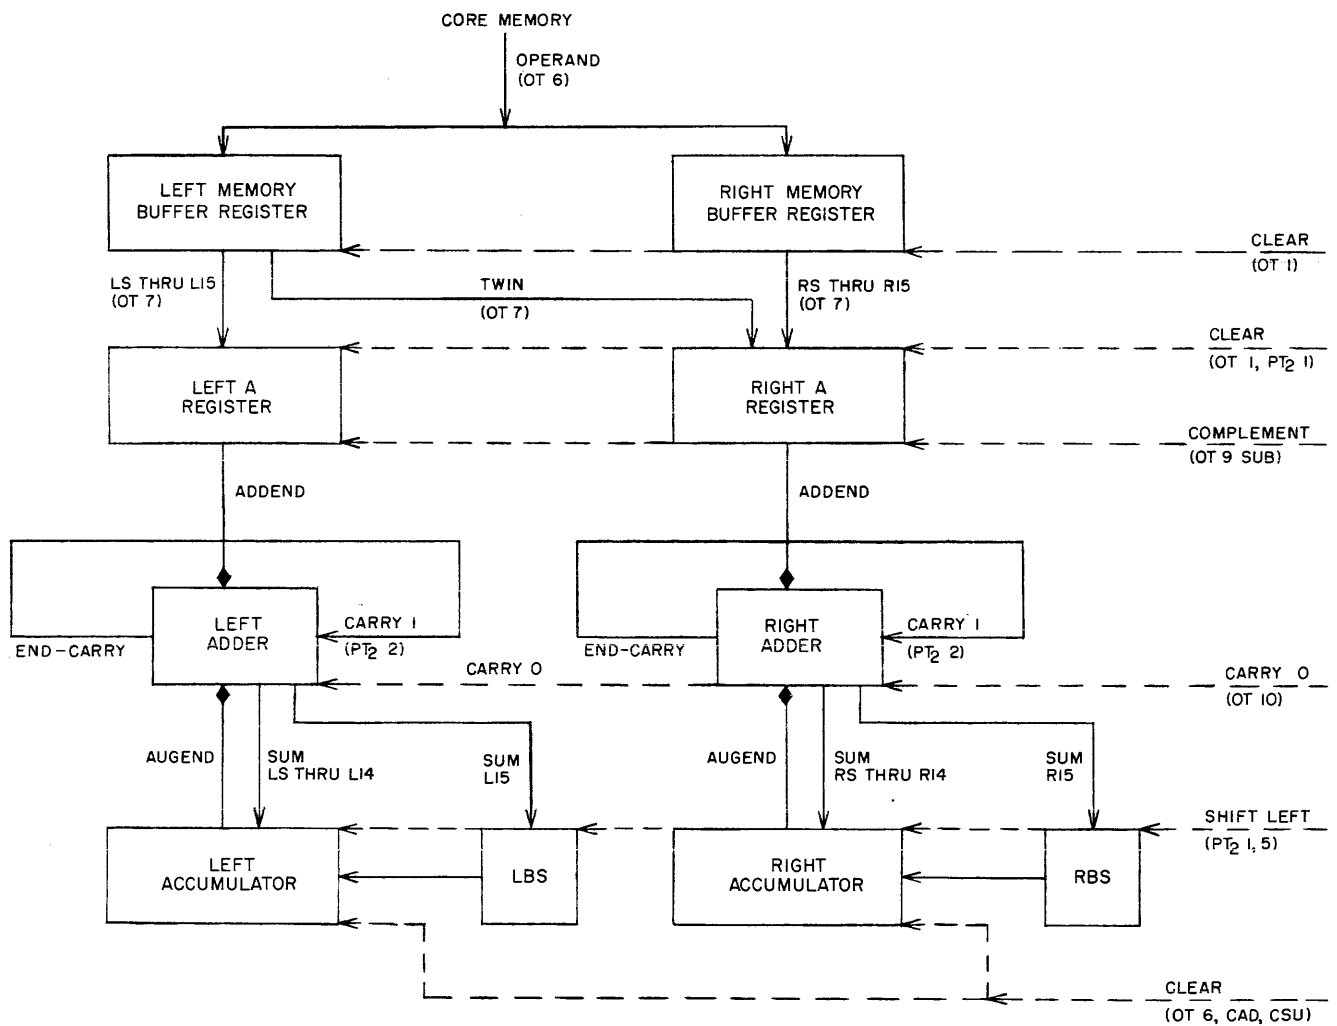 CORE MEMORY
OPERAND
(OT 6)
LEFT MEMORY
BUFFER REGISTER
RIGHT MEMORY
BUFFER REGISTER
CLEAR
(OT 1)
LS THRU L15
(OT 7)
TWIN
(OT 7)
RS THRU R15
(OT 7)
CLEAR
(OT 1, PT2 1)
LEFT A
REGISTER
RIGHT A
REGISTER
COMPLEMENT
(OT 9 SUB)
ADDEND
ADDEND
LEFT
ADDER
CARRY 1
(PT2 2)
END-CARRY
RIGHT
ADDER
CARRY 1
(PT2 2)
END-CARRY
CARRY 0
CARRY 0
(OT 10)
AUGEND
SUM
LS THRU L14
SUM
L15
AUGEND
SUM
RS THRU R14
SUM
R15
SHIFT LEFT
(PT2 1, 5)
LEFT
ACCUMULATOR
LBS
RIGHT
ACCUMULATOR
RBS
CLEAR
(OT 6, CAD, CSU)